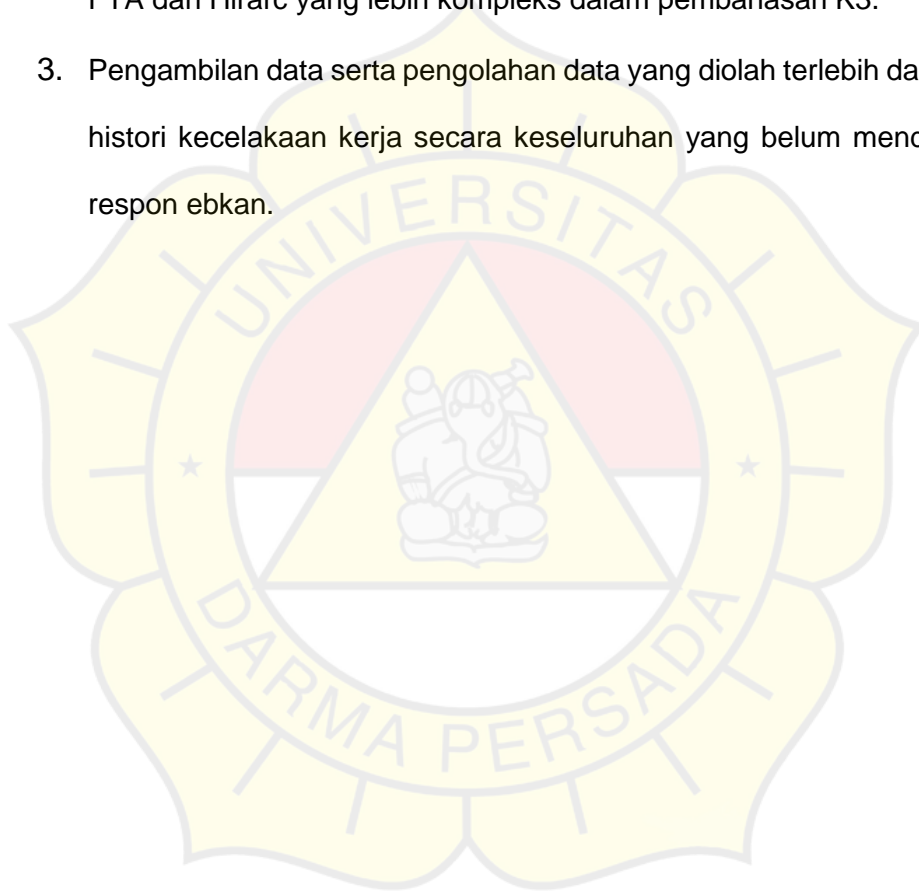 FTA dan Hirarc yang lebih kompleks dalam pembahasan K3.
3. Pengambilan data serta pengolahan data yang diolah terlebih da
histori kecelakaan kerja secara keseluruhan yang belum mend
respon ebkan.
UNIVERSITAS
DARMA PERSADA